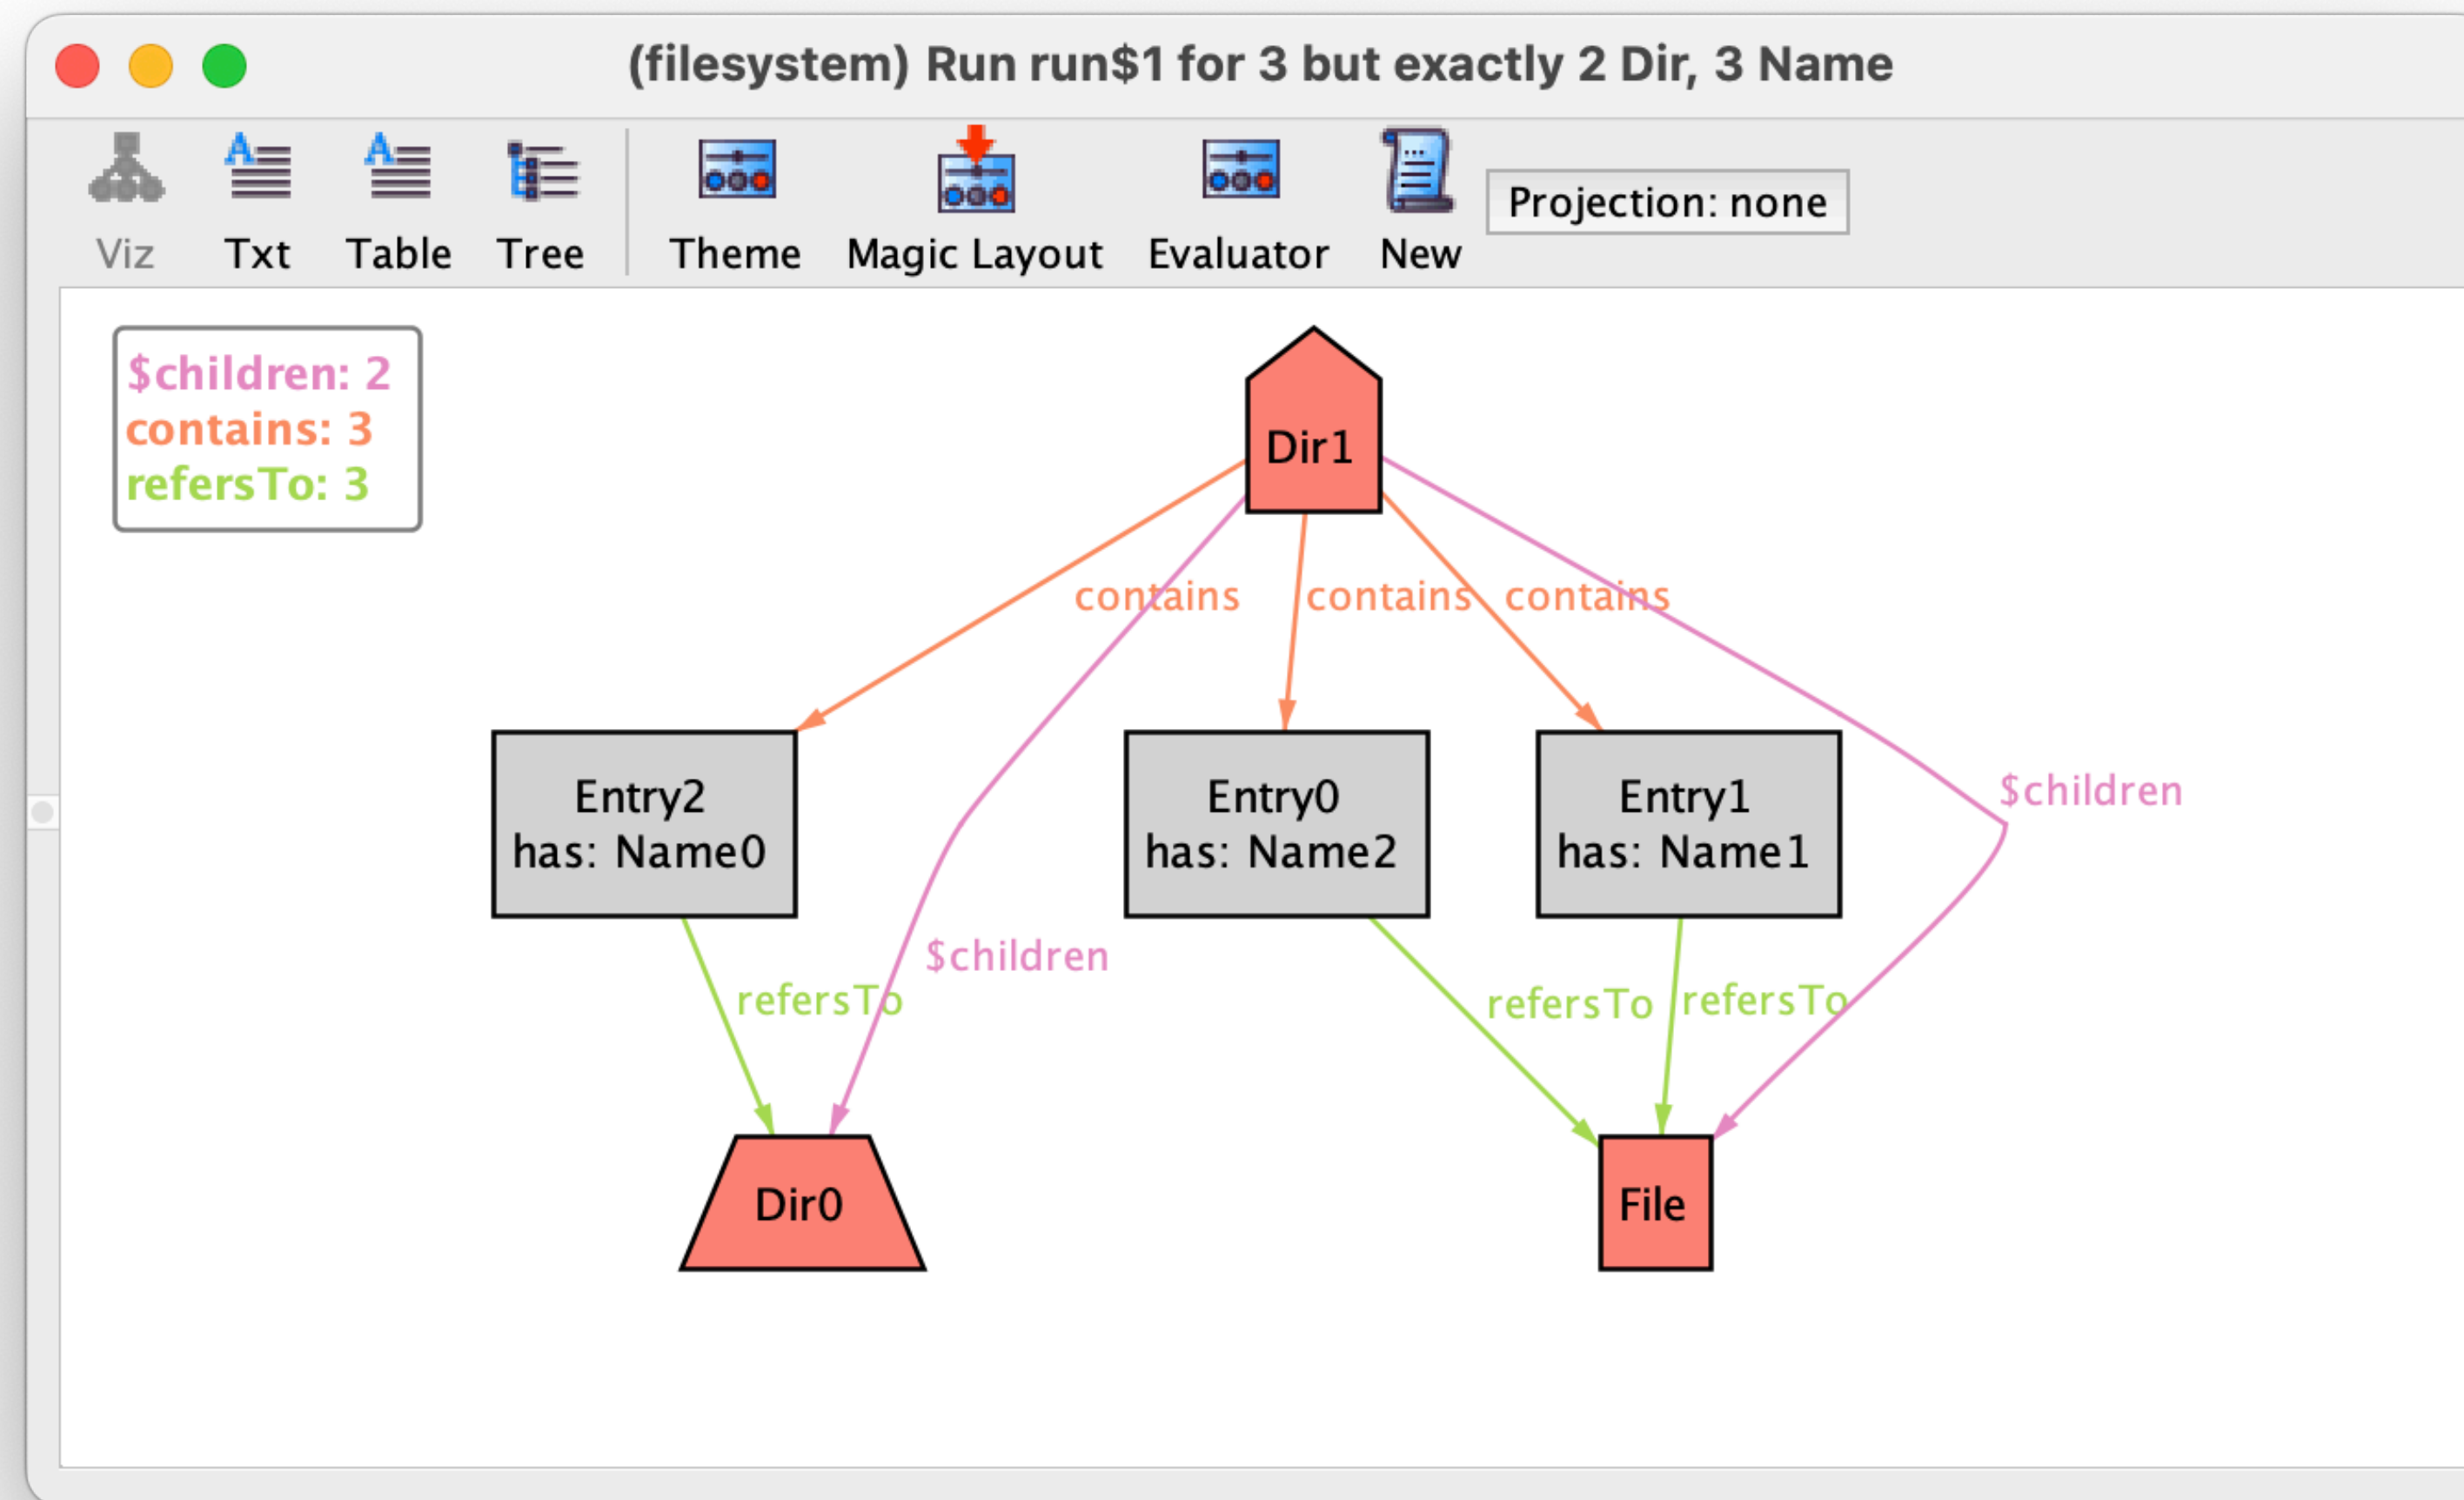 (filesystem) Run run$1 for 3 but exactly 2 Dir, 3 Name
Viz Txt Table Tree Theme Magic Layout Evaluator New Projection: none
$children: 2
contains: 3
refersTo: 3
Dir1
contains contains contains
Entry2
has: Name0
Entry0
has: Name2
Entry1
has: Name1
$children
$children
refersTo refersTo refersTo
Dir0
File